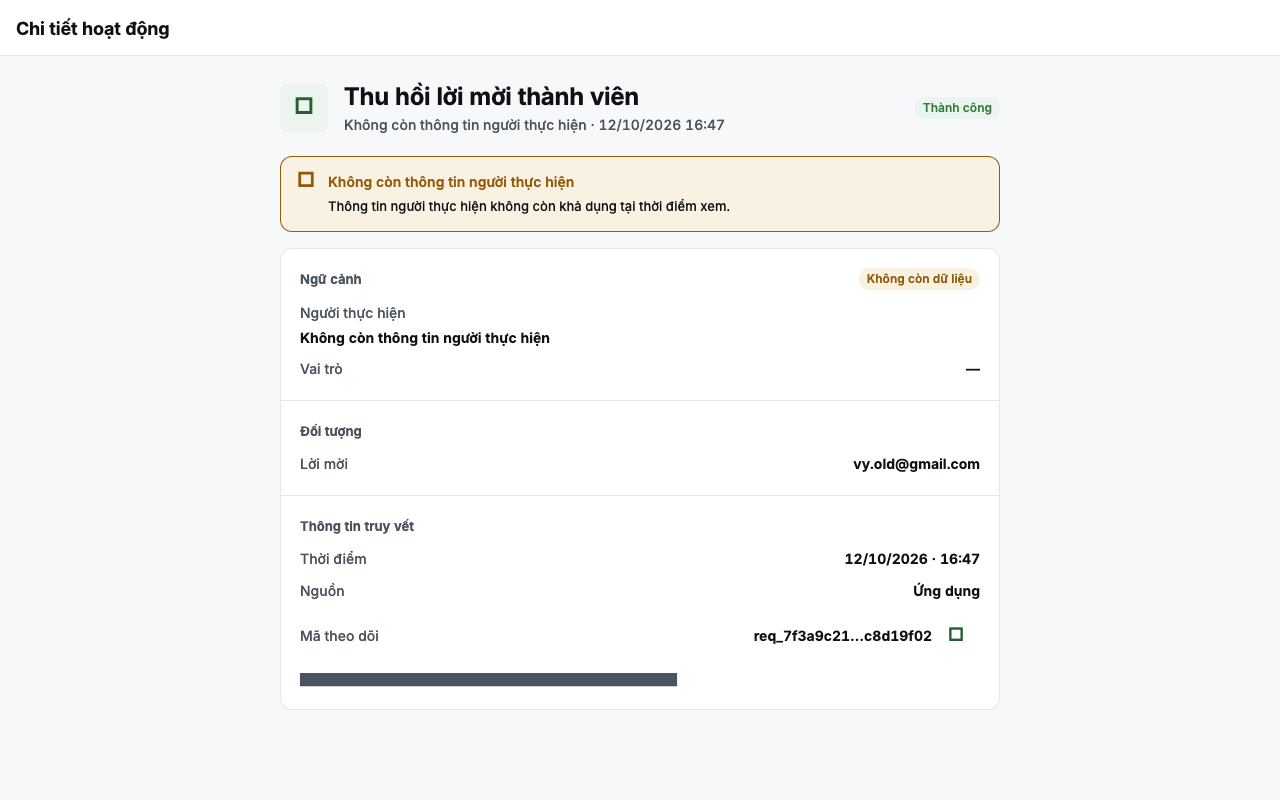 Chi tiết hoạt động
Thu hồi lời mời thành viên
Không còn thông tin người thực hiện · 12/10/2026 16:47
Thành công
Không còn thông tin người thực hiện
Thông tin người thực hiện không còn khả dụng tại thời điểm xem.
Ngữ cảnh
Không còn dữ liệu
Người thực hiện
Không còn thông tin người thực hiện
Vai trò —
Đối tượng
Lời mời vy.old@gmail.com
Thông tin truy vết
Thời điểm 12/10/2026 · 16:47
Nguồn Ứng dụng
Mã theo dõi req_7f3a9c21…c8d19f02